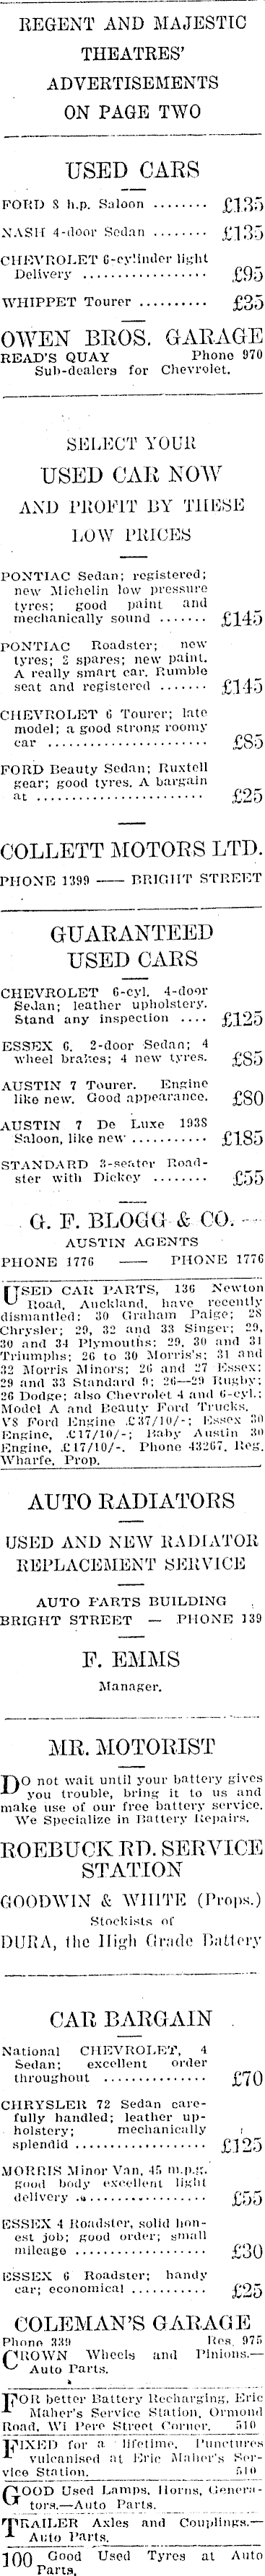 REGENT AND MAJESTIC
THEATRES'
ADVERTISEMENTS
ON PAGE TWO
USED CARS
FORD 8 h.p. Saloon ........ £135
NASH 4-door Sedan ........ £135
CHEVROLET 6-cylinder light
Delivery .................. £95
WHIPPET Tourer .......... £35
OWEN BROS. GARAGE
READ'S QUAY Phone 970
Sub-dealers for Chevrolet.
SELECT YOUR
USED CAR NOW
AND PROFIT BY THESE
LOW PRICES
PONTIAC Sedan; registered;
new Michelin low pressure
tyres; good paint and
mechanically sound ....... £145
PONTIAC Roadster; new
tyres; 2 spares; new paint.
A really smart car. Rumble
seat and registered ....... £145
CHEVROLET 6 Tourer; late
model; a good strong roomy
car ....................... £85
FORD Beauty Sedan; Ruxtell
gear; good tyres. A bargain
at ........................ £25
COLLETT MOTORS LTD.
PHONE 1399 —— BRIGHT STREET
GUARANTEED
USED CARS
CHEVROLET 6-cyl. 4-door
Sedan; leather upholstery.
Stand any inspection .... £125
ESSEX 6. 2-door Sedan; 4
wheel brakes; 4 new tyres. £85
AUSTIN 7 Tourer. Engine
like new. Good appearance. £80
AUSTIN 7 De Luxe 1938
Saloon, like new ........... £185
STANDARD 3-seater Road-
ster with Dickey ........ £55
G. F. BLOGG & CO.
AUSTIN AGENTS
PHONE 1776 —— PHONE 1776
USED CAR PARTS, 136 Newton
Road, Auckland, have recently
dismantled: 30 Graham Paige; 28
Chrysler; 29, 32 and 33 Singer; 29,
30 and 34 Plymouths; 29, 30 and 31
Triumphs; 26 to 30 Morris's; 31 and
32 Morris Minors; 26 and 27 Essex;
29 and 33 Standard 9; 26—29 Rugby;
26 Dodge; also Chevrolet 4 and 6-cyl.;
Model A and Beauty Ford Trucks.
V8 Ford Engine £37/10/-; Essex 30
Engine, £17/10/-; Baby Austin 30
Engine, £17/10/-. Phone 43267. Reg.
Wharfe, Prop.
AUTO RADIATORS
USED AND NEW RADIATOR
REPLACEMENT SERVICE
AUTO PARTS BUILDING
BRIGHT STREET — PHONE 139
F. EMMS
Manager.
MR. MOTORIST
DO not wait until your battery gives
you trouble, bring it to us and
make use of our free battery service.
We Specialize in Battery Repairs.
ROEBUCK RD. SERVICE
STATION
GOODWIN & WHITE (Props.)
Stockists of
DURA, the High Grade Battery
CAR BARGAIN
National CHEVROLET, 4
Sedan; excellent order
throughout .............. £70
CHRYSLER 72 Sedan care-
fully handled; leather up-
holstery; mechanically
splendid .................. £125
MORRIS Minor Van, 45 m.p.g.
good body excellent light
delivery .................. £55
ESSEX 4 Roadster, solid hon-
est job; good order; small
mileage ................... £30
ESSEX 6 Roadster; handy
car; economical ........... £25
COLEMAN'S GARAGE
Phone 339 Res. 975
CROWN Wheels and Pinions.—
Auto Parts.
FOR better Battery Recharging, Eric
Maher's Service Station, Ormond
Road, W'i Pere Street Corner. 510
FIXED for a lifetime, Punctures
vulcanised at Eric Maher's Ser-
vice Station. 510
GOOD Used Lamps, Horns, Genera-
tors.—Auto Parts.
TRAILER Axles and Couplings.—
Auto Parts.
100 Good Used Tyres at Auto
Parts.